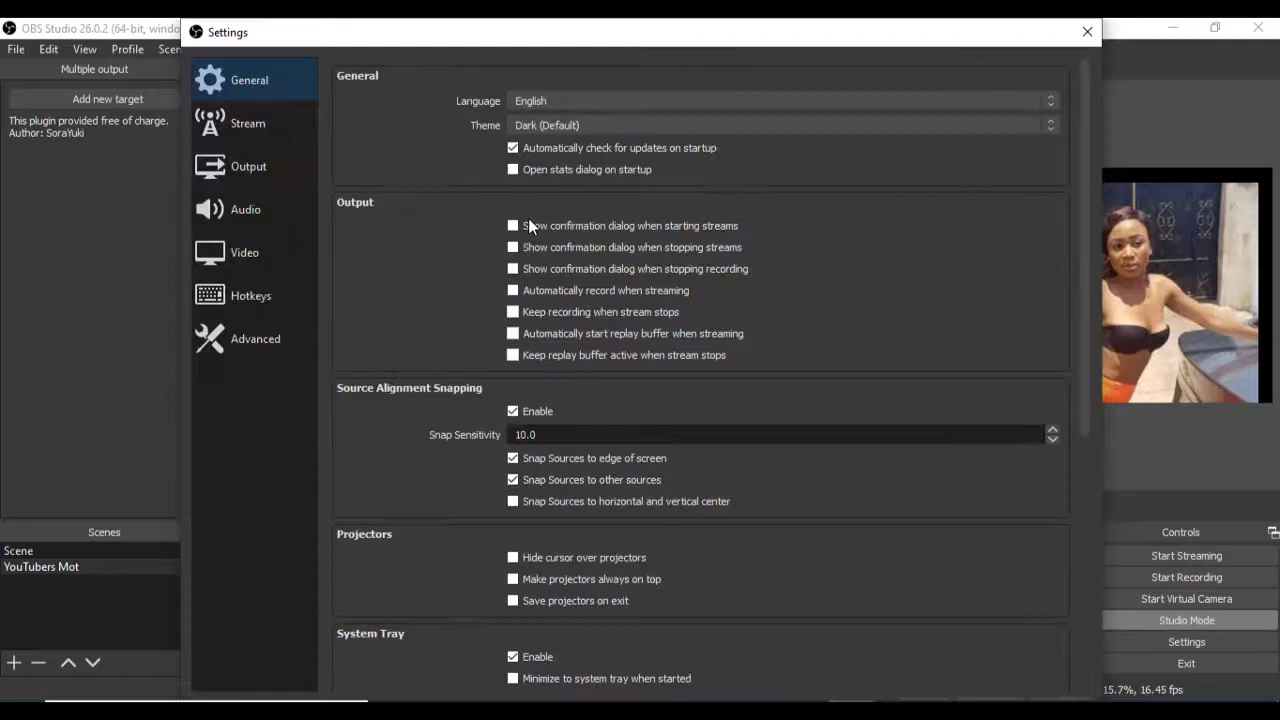 OBS Studio 26.0.2 (64-bit, windo
File Edit View Profile Scen
Multiple output
Add new target
This plugin provided free of charge.
Author: SoraYuki
Scenes
Scene
YouTubers Mot
Settings
General
Stream
Output
Audio
Video
Hotkeys
Advanced
General
Language English
Theme Dark (Default)
Automatically check for updates on startup
Open stats dialog on startup
Output
Show confirmation dialog when starting streams
Show confirmation dialog when stopping streams
Show confirmation dialog when stopping recording
Automatically record when streaming
Keep recording when stream stops
Automatically start replay buffer when streaming
Keep replay buffer active when stream stops
Source Alignment Snapping
Enable
Snap Sensitivity 10.0
Snap Sources to edge of screen
Snap Sources to other sources
Snap Sources to horizontal and vertical center
Projectors
Hide cursor over projectors
Make projectors always on top
Save projectors on exit
System Tray
Enable
Minimize to system tray when started
Controls
Start Streaming
Start Recording
Start Virtual Camera
Studio Mode
Settings
Exit
15.7%, 16.45 fps